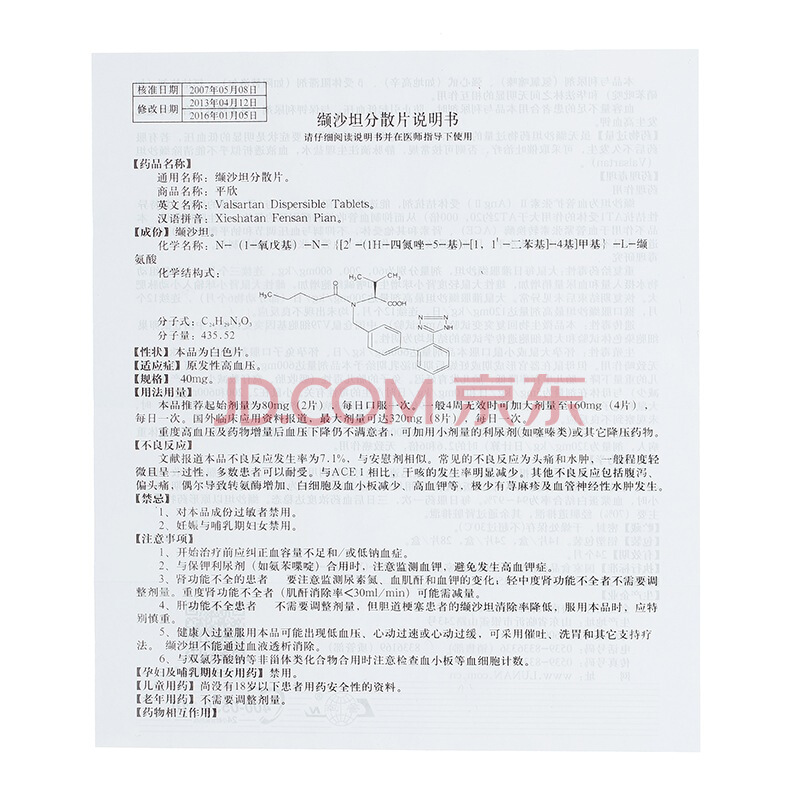 核准日期 2007年05月08日
修改日期 2013年04月12日
2016年01月05日
缬沙坦分散片说明书
请仔细阅读说明书并在医师指导下使用
【药品名称】
通用名称：缬沙坦分散片。
商品名称：平欣
英文名称：Valsartan Dispersible Tablets。
汉语拼音：Xieshatan Fensan Pian。
【成份】缬沙坦。
化学名称：N-（1-氧戊基）-N-{[2'-(1H-四氮唑-5-基)-[1，1'-二苯基]-4基]甲基}-L-缬
氨酸
化学结构式：
分子式：C24H29N5O3
分子量：435.52
【性状】本品为白色片。
【适应症】原发性高血压。
【规格】 40mg。
JD.COM 京东
【用法用量】
本品推荐起始剂量为80mg（2片），每日口服一次。一般4周无效时可加大剂量至160mg（4片），
每日一次。国外临床应用资料报道，最大剂量可达320mg（8片），每日一次。
重度高血压及药物增量后血压下降仍不满意者，可加用小剂量的利尿剂(如噻嗪类)或其它降压药物。
【不良反应】
文献报道本品不良反应发生率为7.1%，与安慰剂相似。常见的不良反应为头痛和水肿，一般程度轻
微且呈一过性，多数患者可以耐受。与ACEI相比，干咳的发生率明显减少。其他不良反应包括腹泻、
偏头痛，偶尔导致转氨酶增加、白细胞及血小板减少、高血钾等，极少有荨麻疹及血管神经性水肿发生。
【禁忌】
1、对本品成份过敏者禁用。
2、妊娠与哺乳期妇女禁用。
【注意事项】
1、开始治疗前应纠正血容量不足和/或低钠血症。
2、与保钾利尿剂（如氨苯喋啶）合用时，注意监测血钾，避免发生高血钾症。
3、肾功能不全的患者 要注意监测尿素氮、血肌酐和血钾的变化；轻中度肾功能不全者不需要调
整剂量。重度肾功能不全者（肌酐消除率<30ml/min）可能需减量。
4、肝功能不全患者 不需要调整剂量，但胆道梗塞患者的缬沙坦清除率降低，服用本品时，应特
别慎重。
5、健康人过量服用本品可能出现低血压、心动过速或心动过缓，可采用催吐、洗胃和其它支持疗
法。 缬沙坦不能通过血液透析消除。
6、与双氯芬酸钠等非甾体类化合物合用时注意检查血小板等血细胞计数。
【孕妇及哺乳期妇女用药】禁用。
【儿童用药】尚没有18岁以下患者用药安全性的资料。
【老年用药】不需要调整剂量。
【药物相互作用】